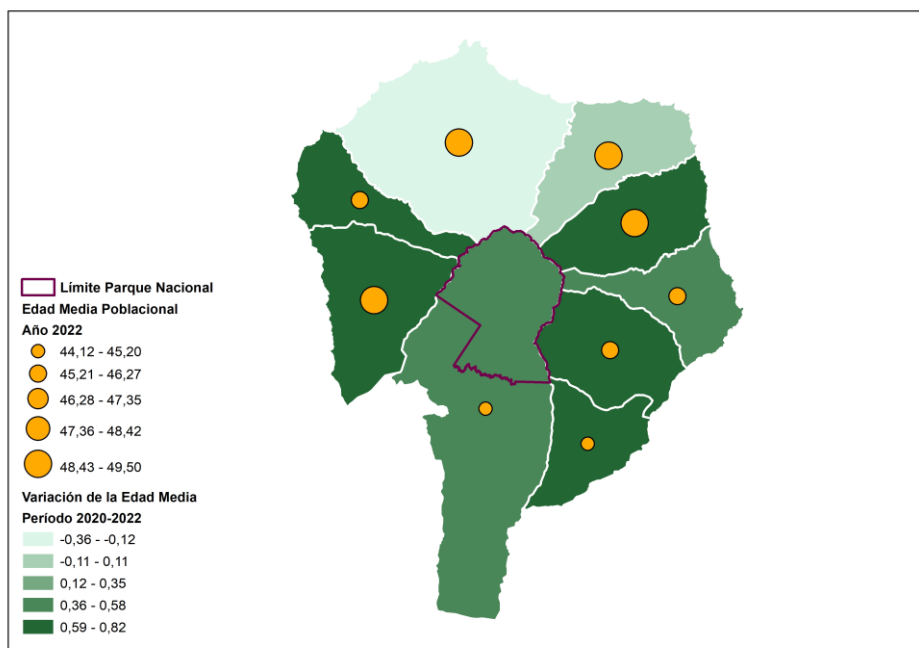 Límite Parque Nacional
Edad Media Poblacional
Año 2022
44,12 - 45,20
45,21 - 46,27
46,28 - 47,35
47,36 - 48,42
48,43 - 49,50
Variación de la Edad Media
Período 2020-2022
-0,36 - -0,12
-0,11 - 0,11
0,12 - 0,35
0,36 - 0,58
0,59 - 0,82